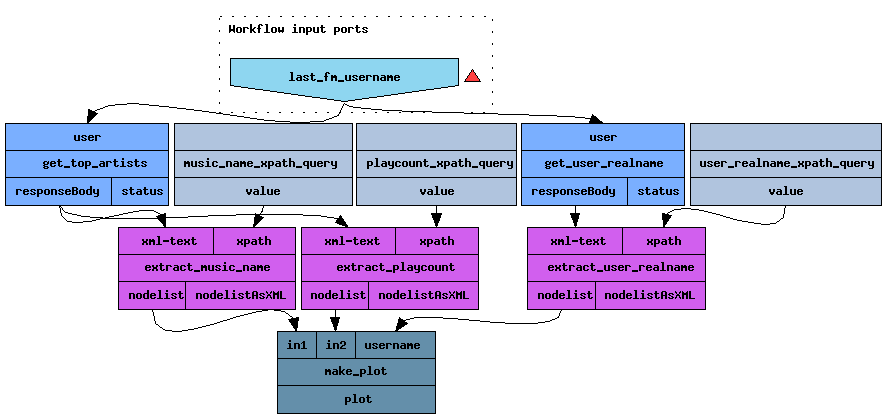 Workflow input ports
last_fm_username
user
get_top_artists
responseBody status
music_name_xpath_query
value
playcount_xpath_query
value
user
get_user_realname
responseBody status
user_realname_xpath_query
value
xml-text xpath
extract_music_name
nodelist nodelistAsXML
xml-text xpath
extract_playcount
nodelist nodelistAsXML
xml-text xpath
extract_user_realname
nodelist nodelistAsXML
in1 in2 username
make_plot
plot